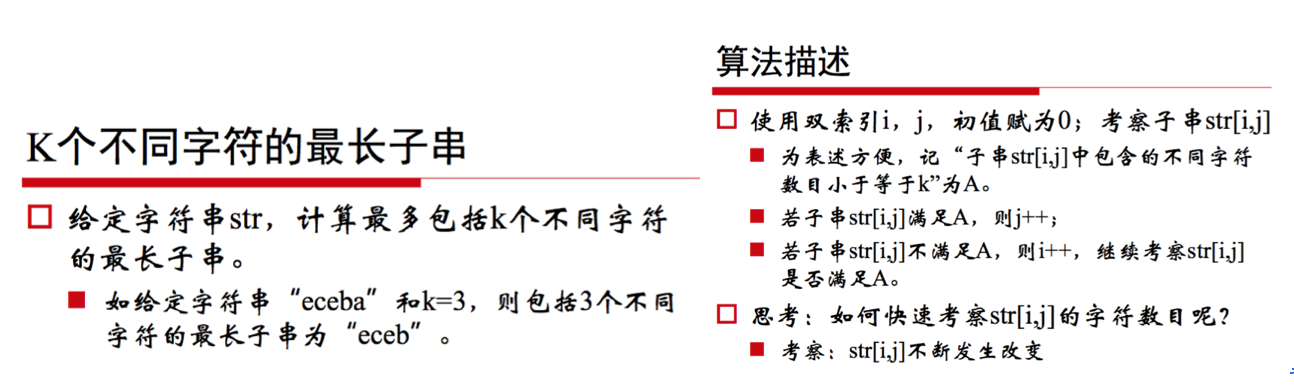 K个不同字符的最长子串
给定字符串str，计算最多包括k个不同字符
的最长子串。
如给定字符串“eceba”和k=3，则包括3个不同
字符的最长子串为“eceb”。
算法描述
使用双索引i，j，初值赋为0；考察子串str[i,j]
为表述方便，记“子串str[i,j]中包含的不同字符
数目小于等于k”为A。
若子串str[i,j]满足A，则j++；
若子串str[i,j]不满足A，则i++，继续考察str[i,j]
是否满足A。
思考：如何快速考察str[i,j]的字符数目呢？
考察：str[i,j]不断发生改变